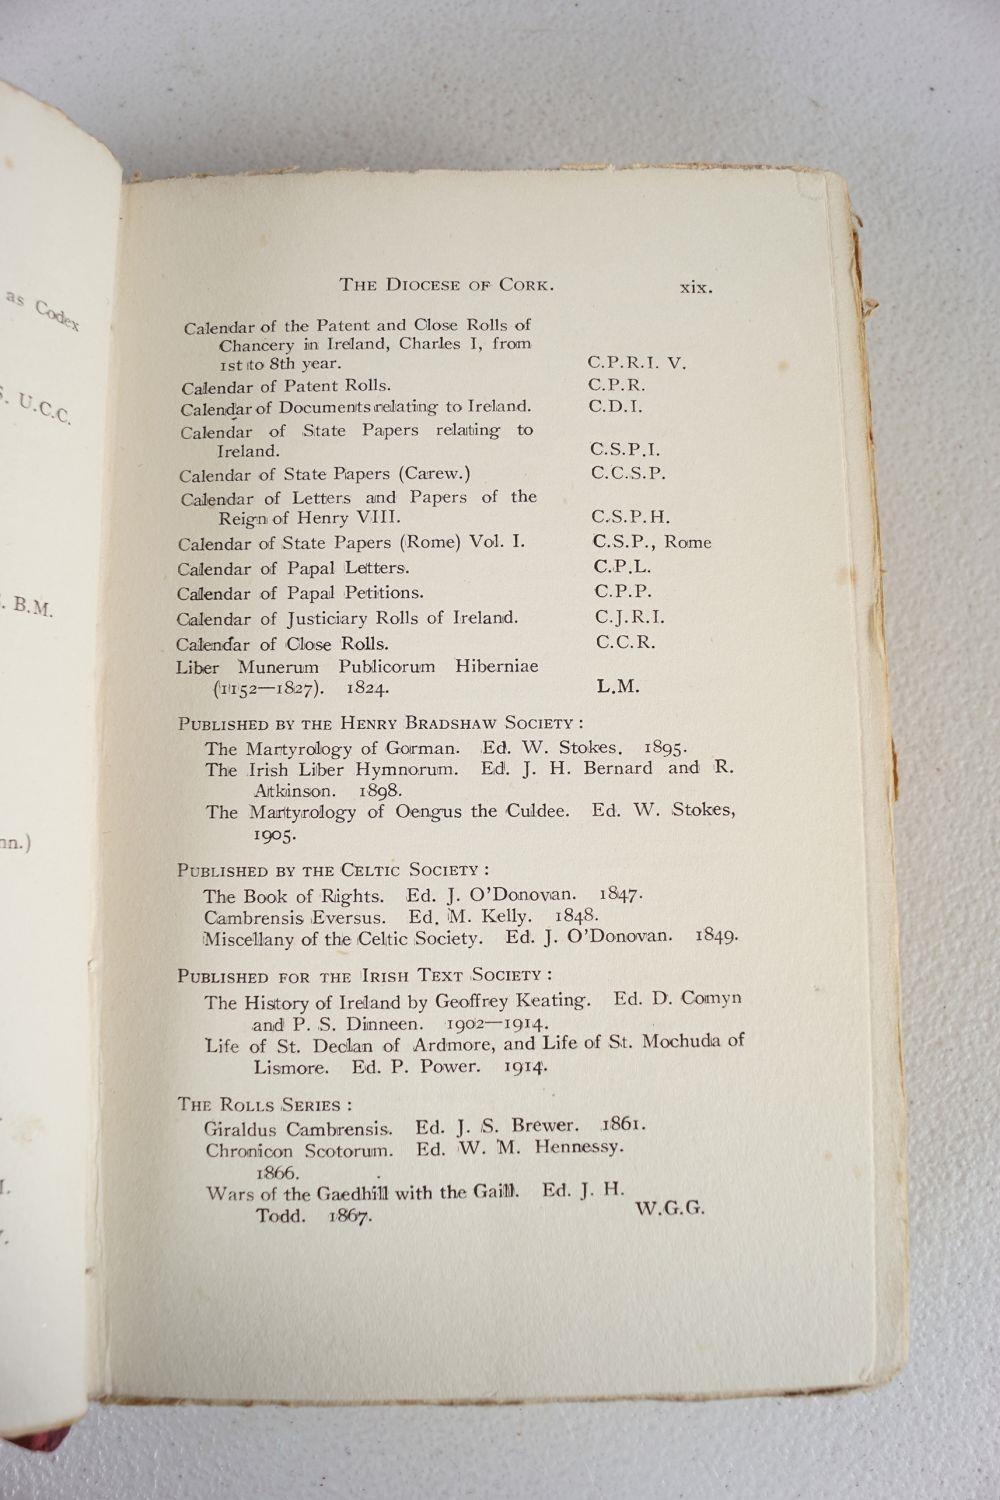 as Codex
U.C.C.
B.M.
The Diocese of Cork. xix.
Calendar of the Patent and Close Rolls of
Chancery in Ireland, Charles I, from
1st to 8th year. C.P.R.I. V.
Calendar of Patent Rolls. C.P.R.
Calendar of Documents relating to Ireland. C.D.I.
Calendar of State Papers relating to
Ireland. C.S.P.I.
Calendar of State Papers (Carew.) C.C.S.P.
Calendar of Letters and Papers of the
Reign of Henry VIII. C.S.P.H.
Calendar of State Papers (Rome) Vol. I. C.S.P., Rome
Calendar of Papal Letters. C.P.L.
Calendar of Papal Petitions. C.P.P.
Calendar of Justiciary Rolls of Ireland. C.J.R.I.
Calendar of Close Rolls. C.C.R.
Liber Munerum Publicorum Hiberniae
(1152—1827). 1824. L.M.
Published by the Henry Bradshaw Society:
The Martyrology of Gorman. Ed. W. Stokes. 1895.
The Irish Liber Hymnorum. Ed. J. H. Bernard and R.
Atkinson. 1898.
The Martyrology of Oengus the Culdee. Ed. W. Stokes,
1905.
Published by the Celtic Society:
The Book of Rights. Ed. J. O'Donovan. 1847.
Cambrensis Eversus. Ed. M. Kelly. 1848.
Miscellany of the Celtic Society. Ed. J. O'Donovan. 1849.
Published for the Irish Text Society:
The History of Ireland by Geoffrey Keating. Ed. D. Comyn
and P. S. Dinneen. 1902—1914.
Life of St. Declan of Ardmore, and Life of St. Mochuda of
Lismore. Ed. P. Power. 1914.
The Rolls Series:
Giraldus Cambrensis. Ed. J. S. Brewer. 1861.
Chronicon Scotorum. Ed. W. M. Hennessy.
1866.
Wars of the Gaedhill with the Gaill. Ed. J. H.
Todd. 1867. W.G.G.